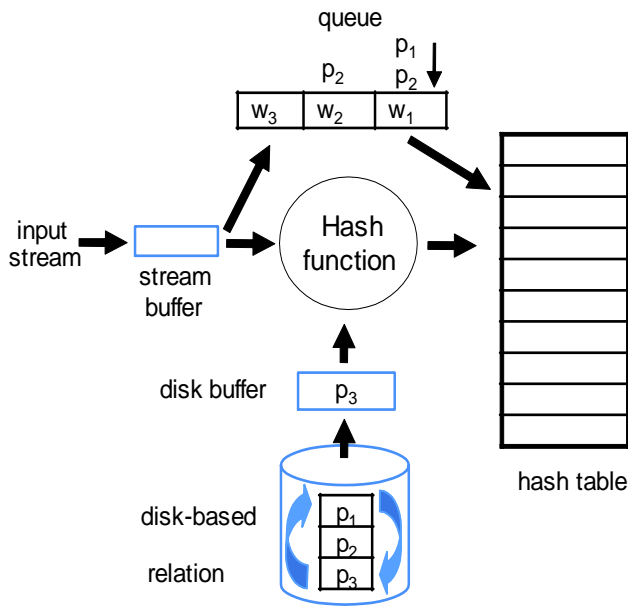 queue
p1
p2 p2
w3 w2 w1
input
stream
stream
buffer
Hash
function
disk buffer
p3
hash table
disk-based
relation
p1
p2
p3